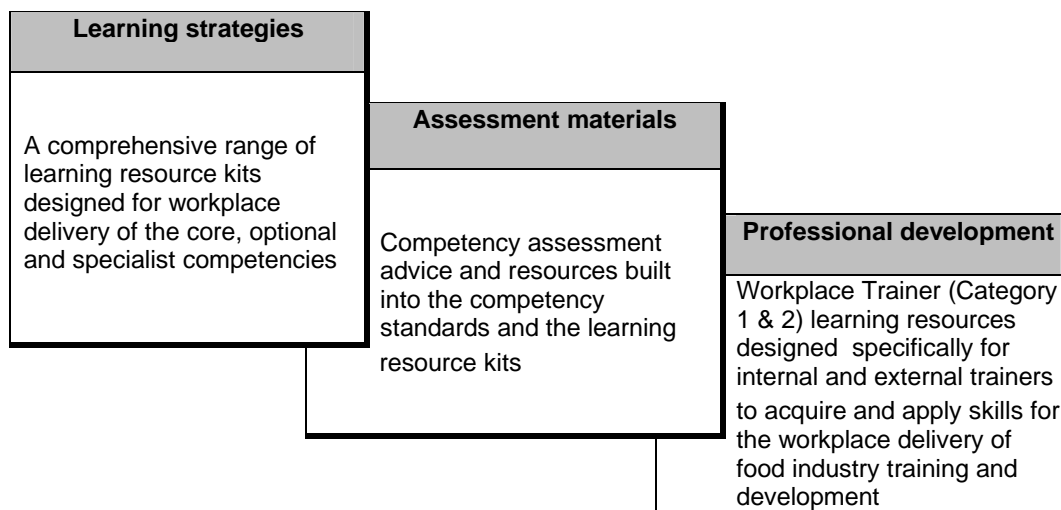 Learning strategies
A comprehensive range of
learning resource kits
designed for workplace
delivery of the core, optional
and specialist competencies
Assessment materials
Competency assessment
advice and resources built
into the competency
standards and the learning
resource kits
Professional development
Workplace Trainer (Category
1 & 2) learning resources
designed  specifically for
internal and external trainers
to acquire and apply skills for
the workplace delivery of
food industry training and
development